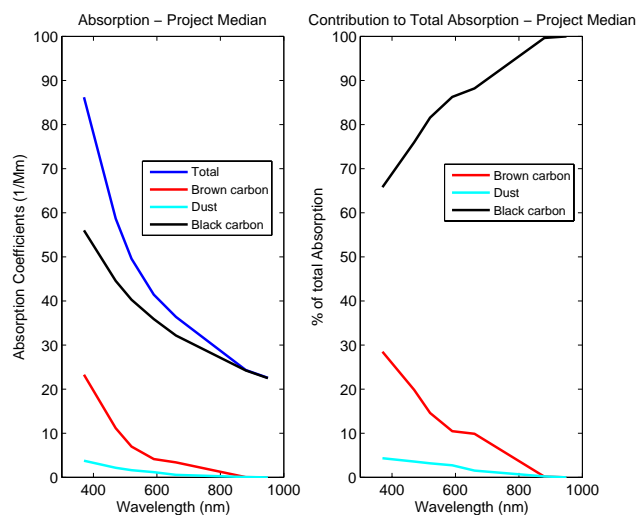 Absorption – Project Median
100
90
80
70
60
50
40
30
20
10
0
400
600
800
1000
Wavelength (nm)
Absorption Coefficients (1/Mm)
Total
Brown carbon
Dust
Black carbon
Contribution to Total Absorption – Project Median
100
90
80
70
60
50
40
30
20
10
0
400
600
800
1000
Wavelength (nm)
% of total Absorption
Brown carbon
Dust
Black carbon